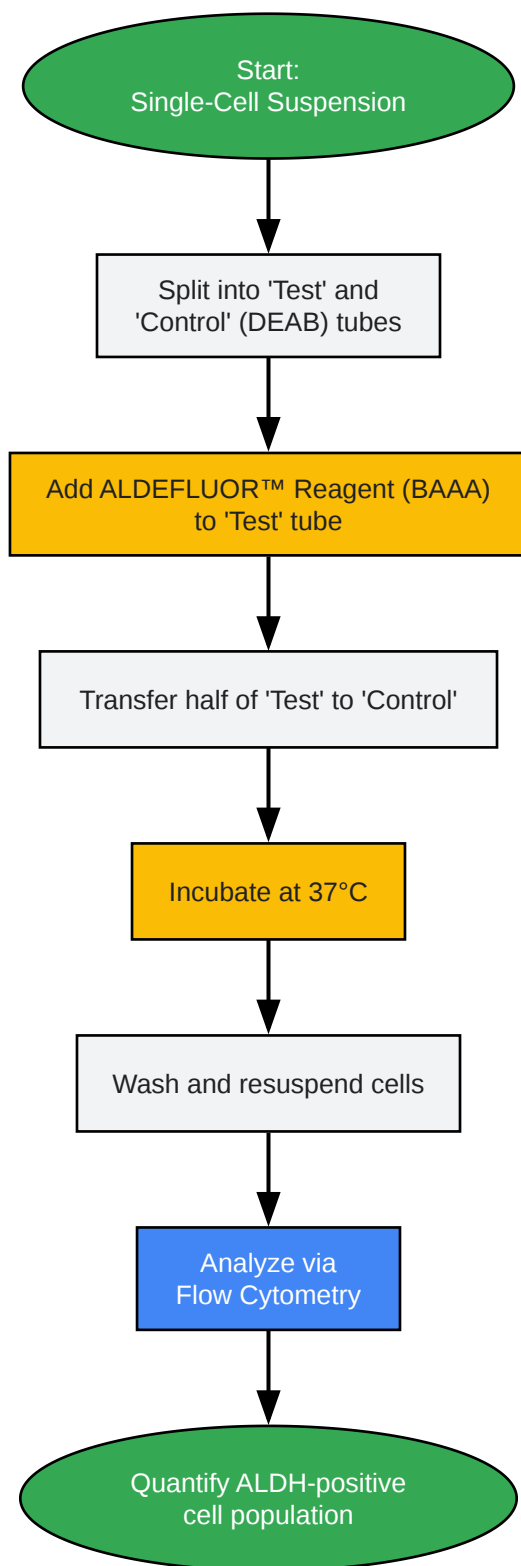 Start:
Single-Cell Suspension
Split into 'Test' and
'Control' (DEAB) tubes
Add ALDEFLUOR™ Reagent (BAAA)
to 'Test' tube
Transfer half of 'Test' to 'Control'
Incubate at 37°C
Wash and resuspend cells
Analyze via
Flow Cytometry
Quantify ALDH-positive
cell population